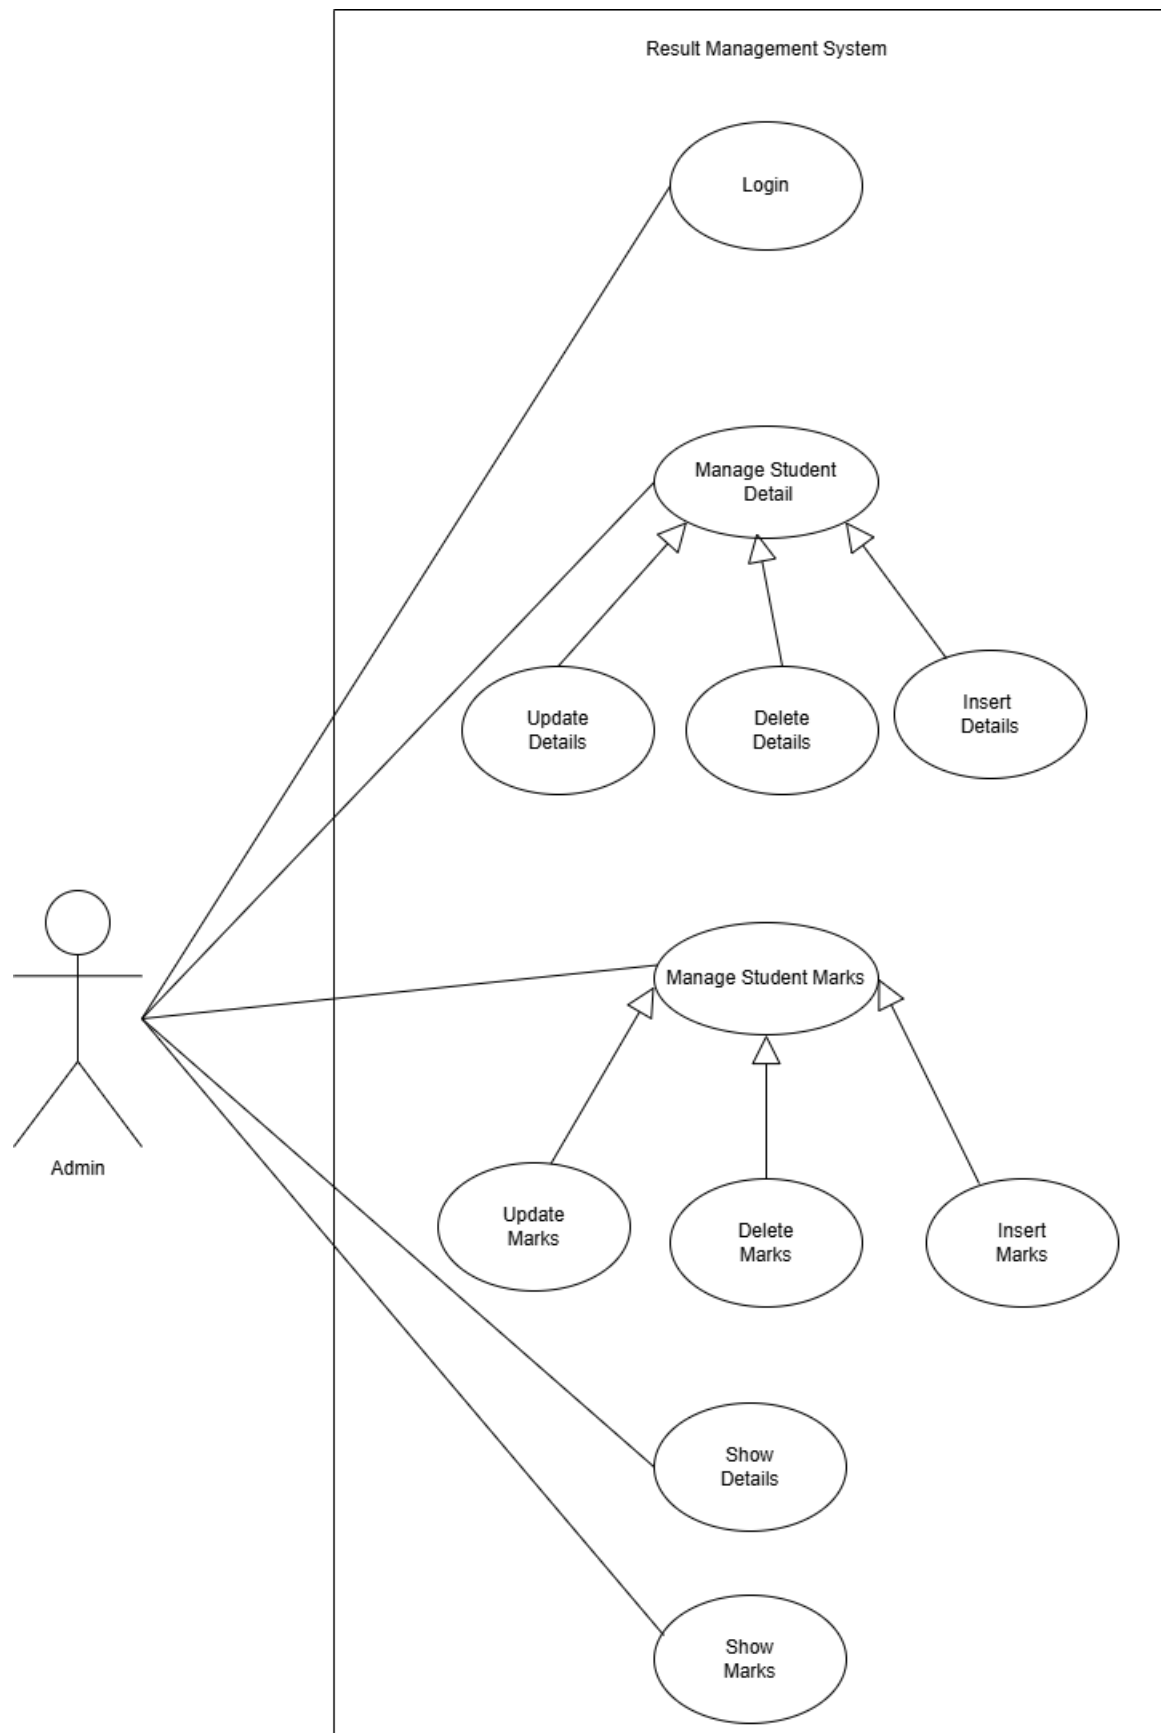 Result Management System
Login
Manage Student
Detail
Update
Details
Delete
Details
Insert
Details
Manage Student Marks
Admin
Update
Marks
Delete
Marks
Insert
Marks
Show
Details
Show
Marks